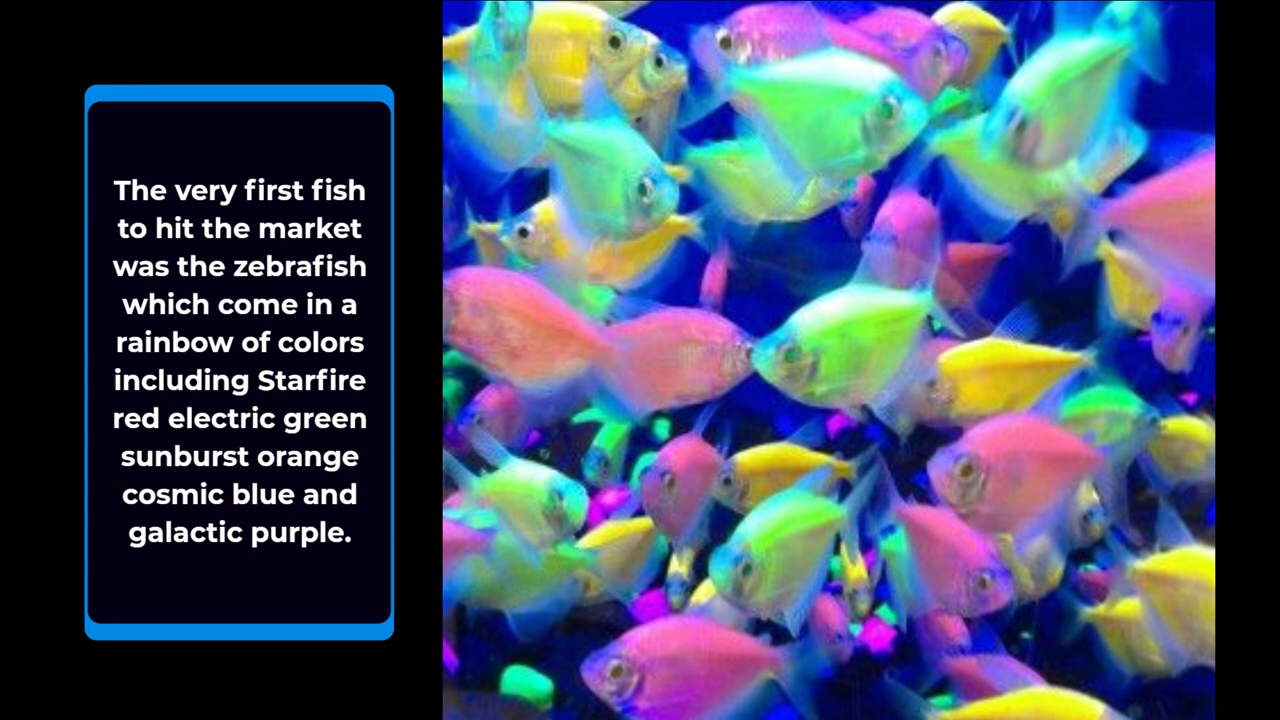 The very first fish
to hit the market
was the zebrafish
which come in a
rainbow of colors
including Starfire
red electric green
sunburst orange
cosmic blue and
galactic purple.